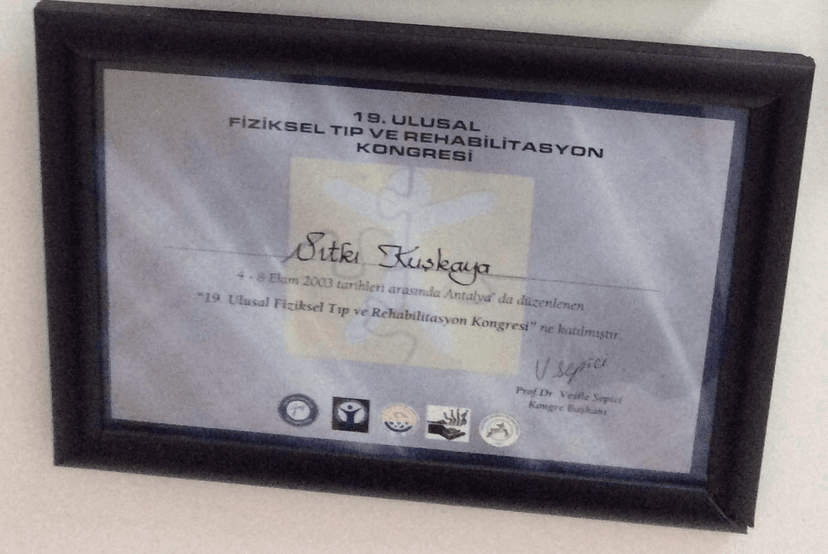 19. ULUSAL
FİZİKSEL TIP VE REHABİLİTASYON
KONGRESİ
Sıtkı Kuşkaya
4 - 8 Ekim 2003 tarihleri arasında Antalya' da düzenlenen
"19. Ulusal Fiziksel Tıp ve Rehabilitasyon Kongresi" ne katılmıştır
V Sepici
Prof.Dr. Vesile Sepici
Kongre Başkanı